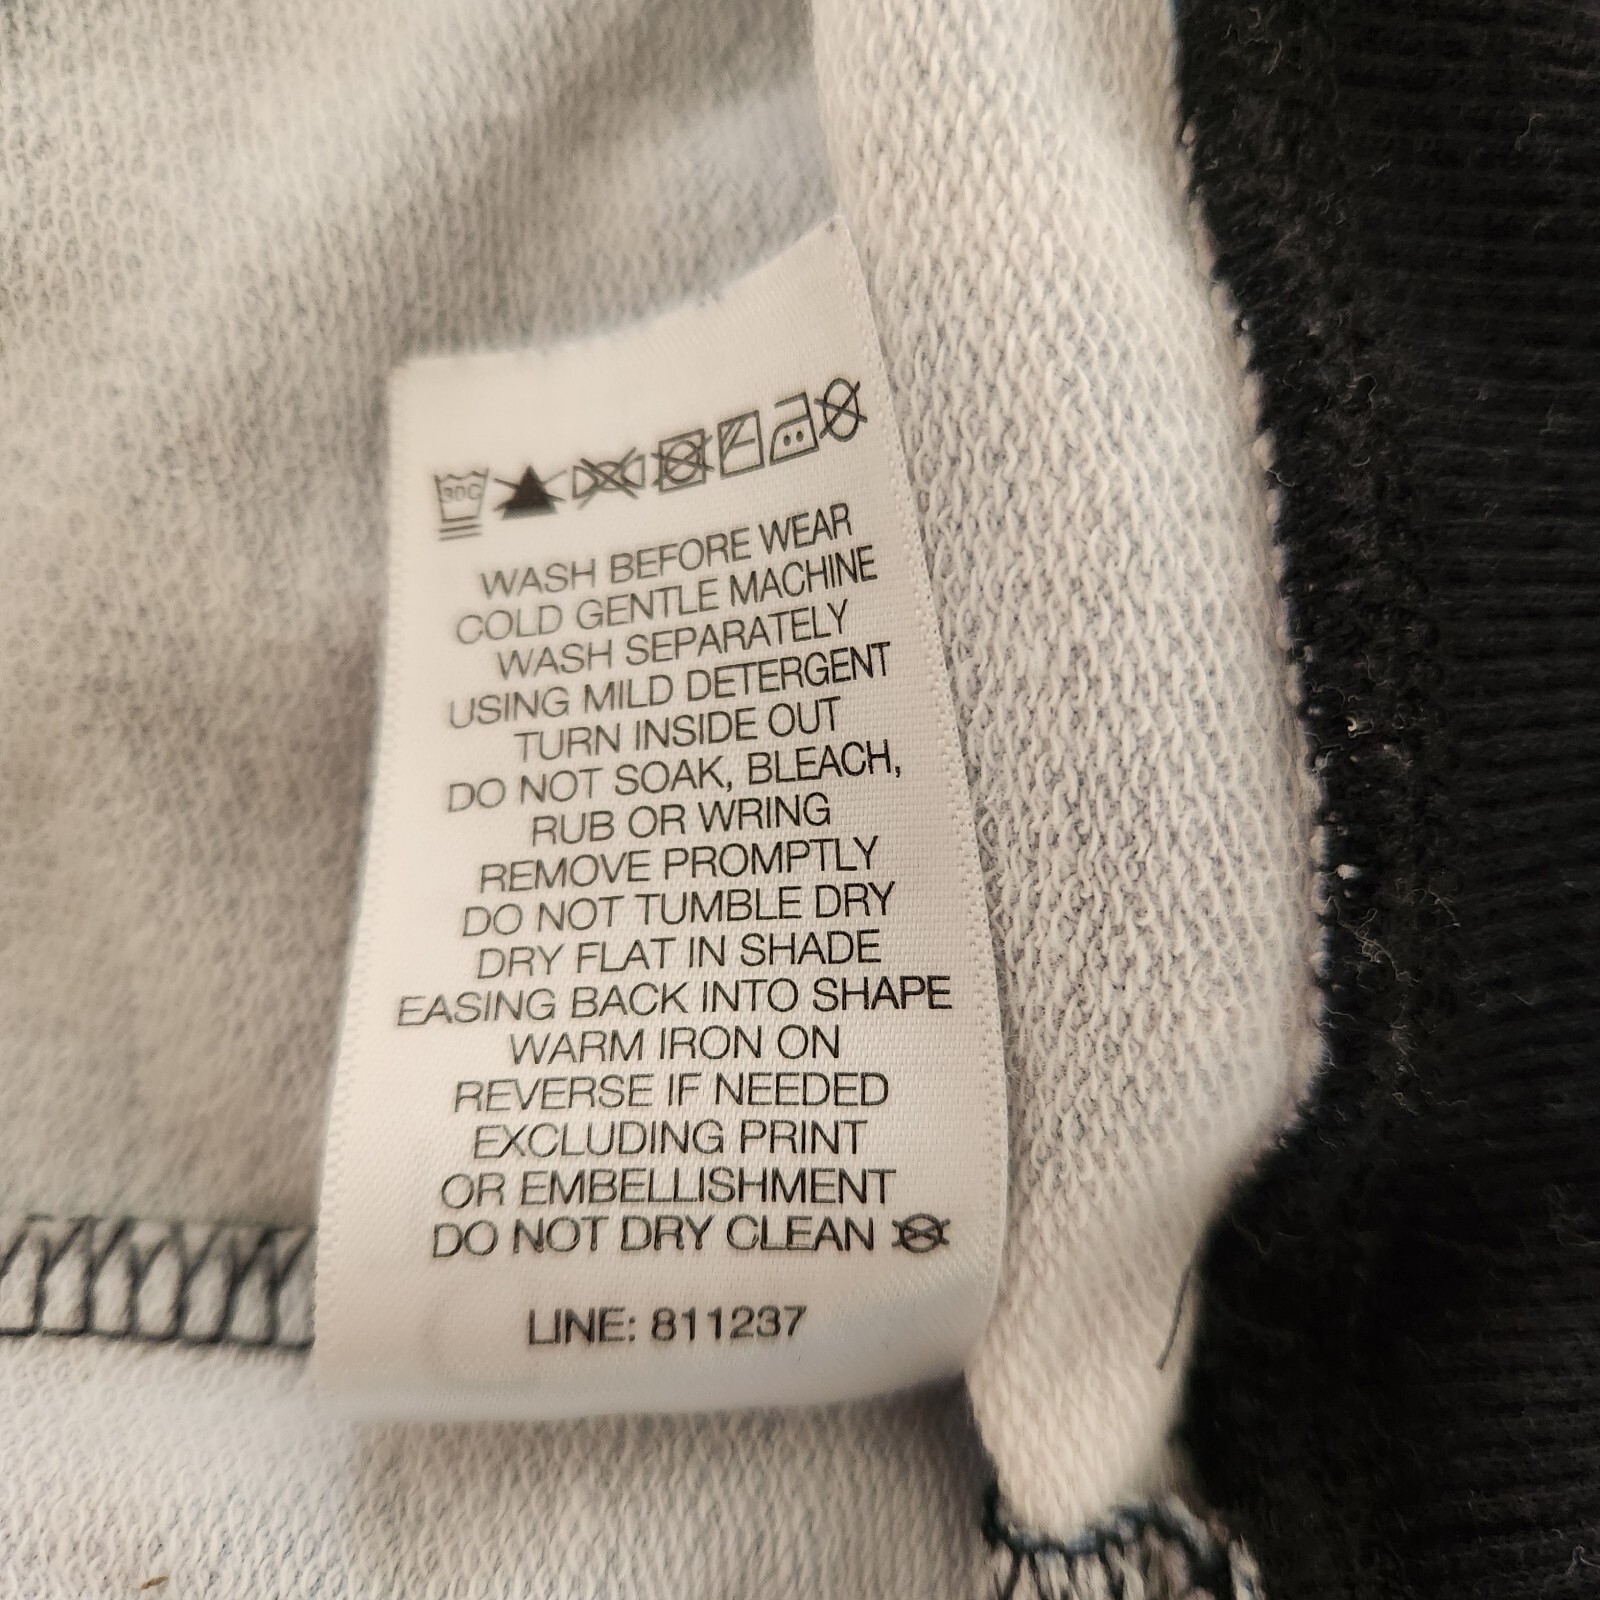 30C
WASH BEFORE WEAR
COLD GENTLE MACHINE
WASH SEPARATELY
USING MILD DETERGENT
TURN INSIDE OUT
DO NOT SOAK, BLEACH,
RUB OR WRING
REMOVE PROMPTLY
DO NOT TUMBLE DRY
DRY FLAT IN SHADE
EASING BACK INTO SHAPE
WARM IRON ON
REVERSE IF NEEDED
EXCLUDING PRINT
OR EMBELLISHMENT
DO NOT DRY CLEAN
LINE: 811237